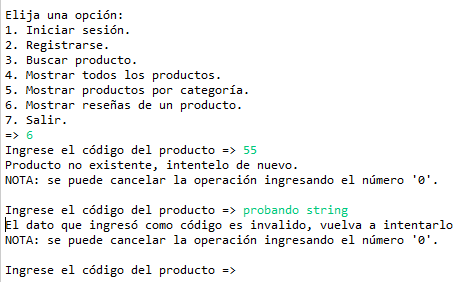 Elija una opción:
1. Iniciar sesión.
2. Registrarse.
3. Buscar producto.
4. Mostrar todos los productos.
5. Mostrar productos por categoría.
6. Mostrar reseñas de un producto.
7. Salir.
=> 6
Ingrese el código del producto => 55
Producto no existente, intentelo de nuevo.
NOTA: se puede cancelar la operación ingresando el número '0'.
Ingrese el código del producto => probando string
El dato que ingresó como código es invalido, vuelva a intentarlo
NOTA: se puede cancelar la operación ingresando el número '0'.
Ingrese el código del producto =>